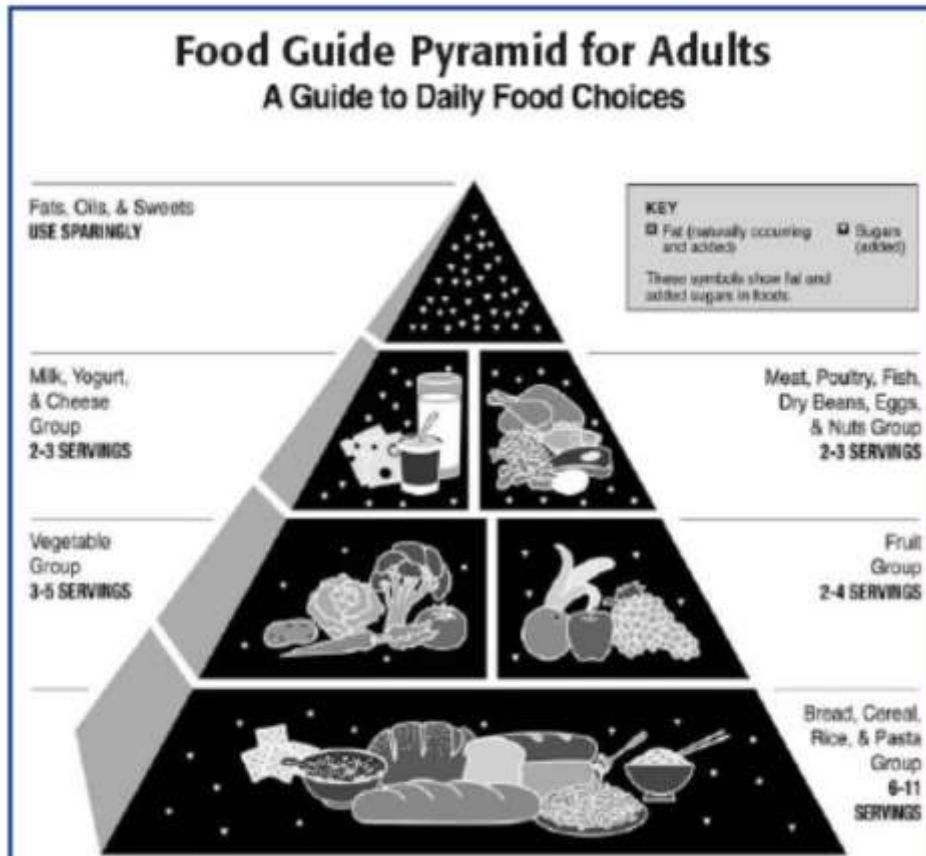 Food Guide Pyramid for Adults
A Guide to Daily Food Choices
Fats, Oils, & Sweets
USE SPARINGLY
KEY
Fat (naturally occurring
and added)
Sugars
(added)
These symbols show fat and
added sugars in foods.
Milk, Yogurt,
& Cheese
Group
2-3 SERVINGS
Meat, Poultry, Fish,
Dry Beans, Eggs,
& Nuts Group
2-3 SERVINGS
Vegetable
Group
3-5 SERVINGS
Fruit
Group
2-4 SERVINGS
Bread, Cereal,
Rice, & Pasta
Group
6-11
SERVINGS